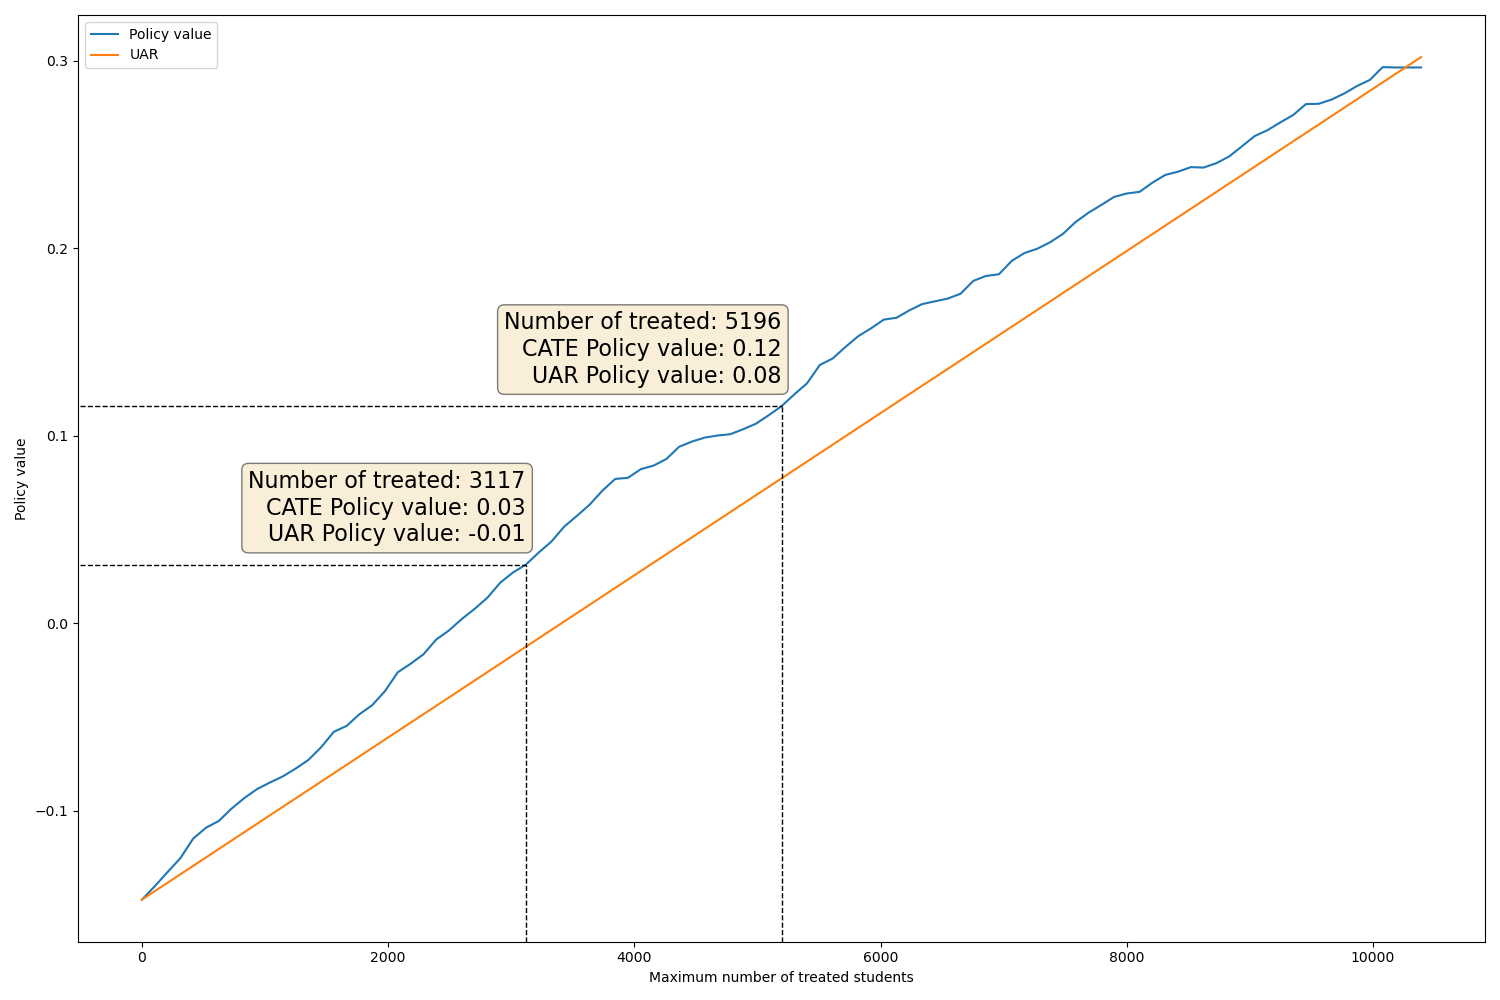 Policy value
UAR
0.3
0.2
0.1
0.0
−0.1
Policy value
Number of treated: 5196
CATE Policy value: 0.12
UAR Policy value: 0.08
Number of treated: 3117
CATE Policy value: 0.03
UAR Policy value: -0.01
0 2000 4000 6000 8000 10000
Maximum number of treated students